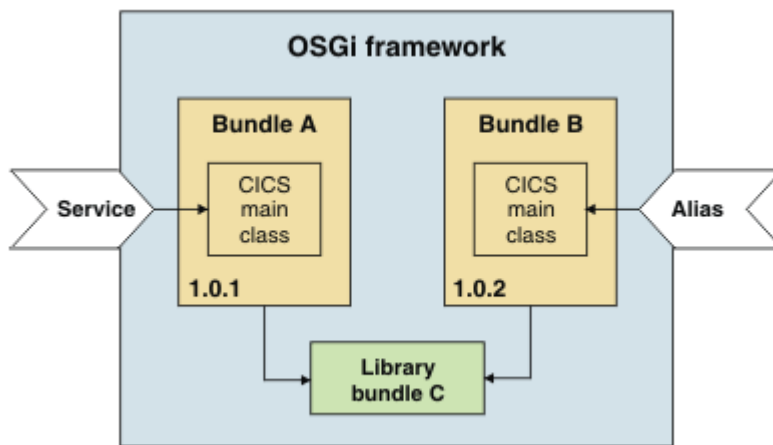 OSGi framework
Bundle A
Bundle B
CICS
main
class
CICS
main
class
Service
Alias
1.0.1
1.0.2
Library
bundle C